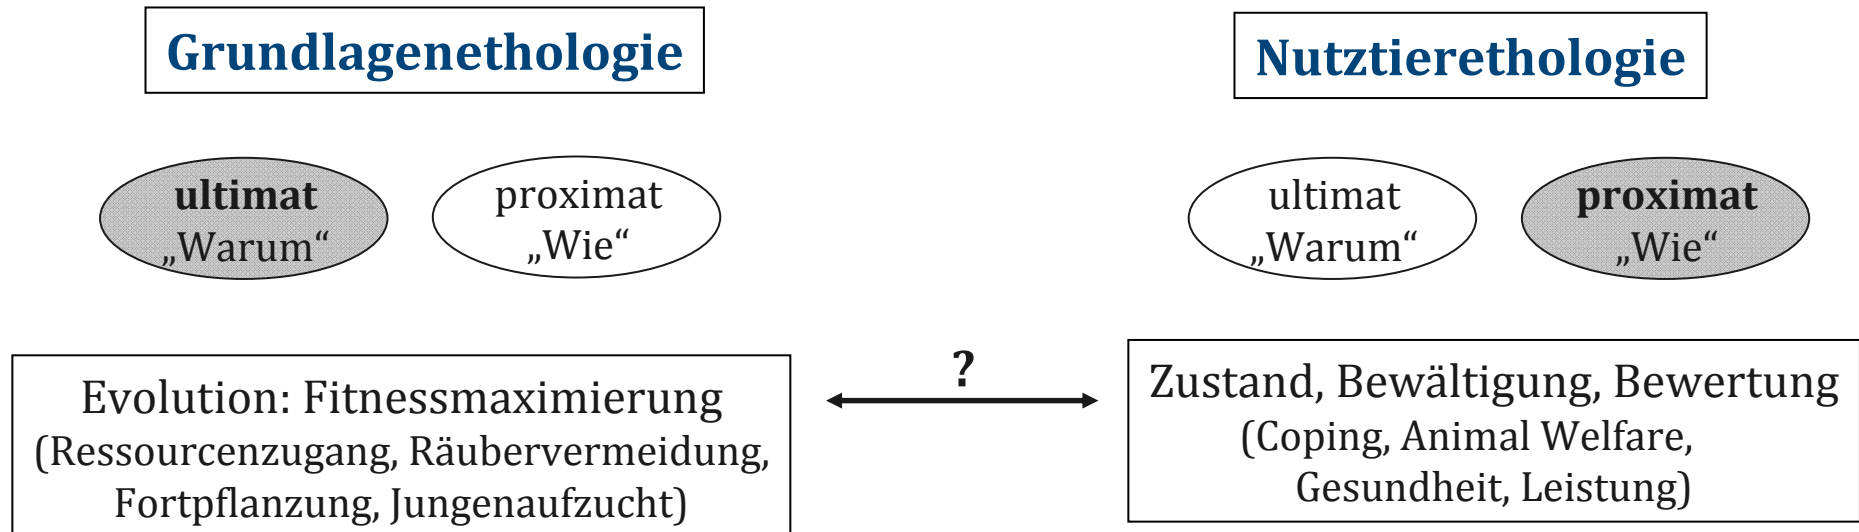 Grundlagenethologie
Nutztierethologie
ultimat
„Warum“
proximat
„Wie“
ultimat
„Warum“
proximat
„Wie“
Evolution: Fitnessmaximierung
(Ressourcenzugang, Räubervermeidung,
Fortpflanzung, Jungenaufzucht)
?
Zustand, Bewältigung, Bewertung
(Coping, Animal Welfare,
Gesundheit, Leistung)